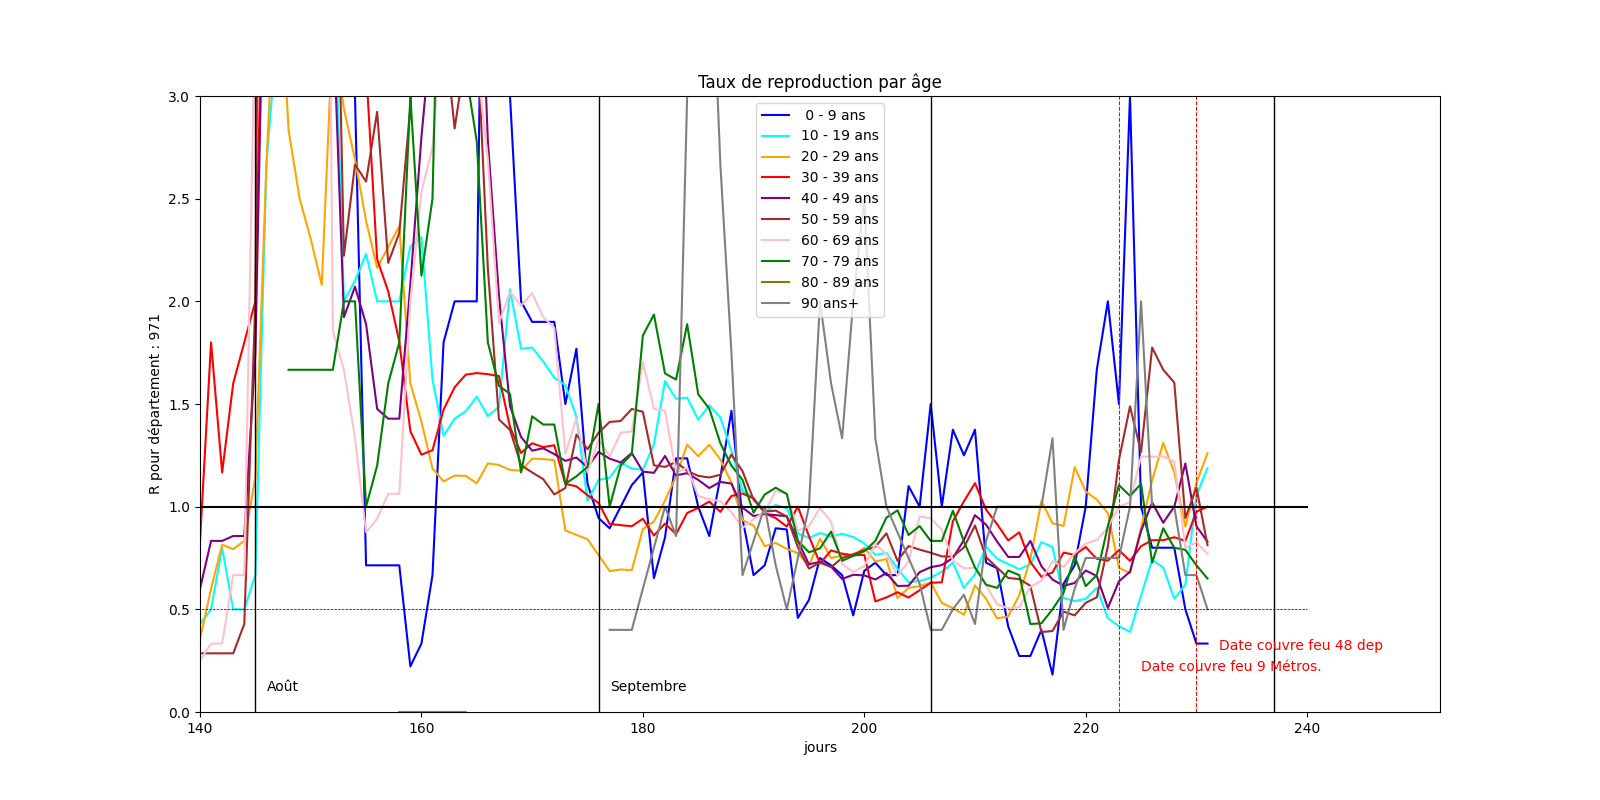 Taux de reproduction par âge
R pour département : 971
3.0
2.5
2.0
1.5
1.0
0.5
0.0
0 - 9 ans
10 - 19 ans
20 - 29 ans
30 - 39 ans
40 - 49 ans
50 - 59 ans
60 - 69 ans
70 - 79 ans
80 - 89 ans
90 ans+
Date couvre feu 48 dep
Date couvre feu 9 Métros.
Août
Septembre
140
160
180
200
220
240
jours